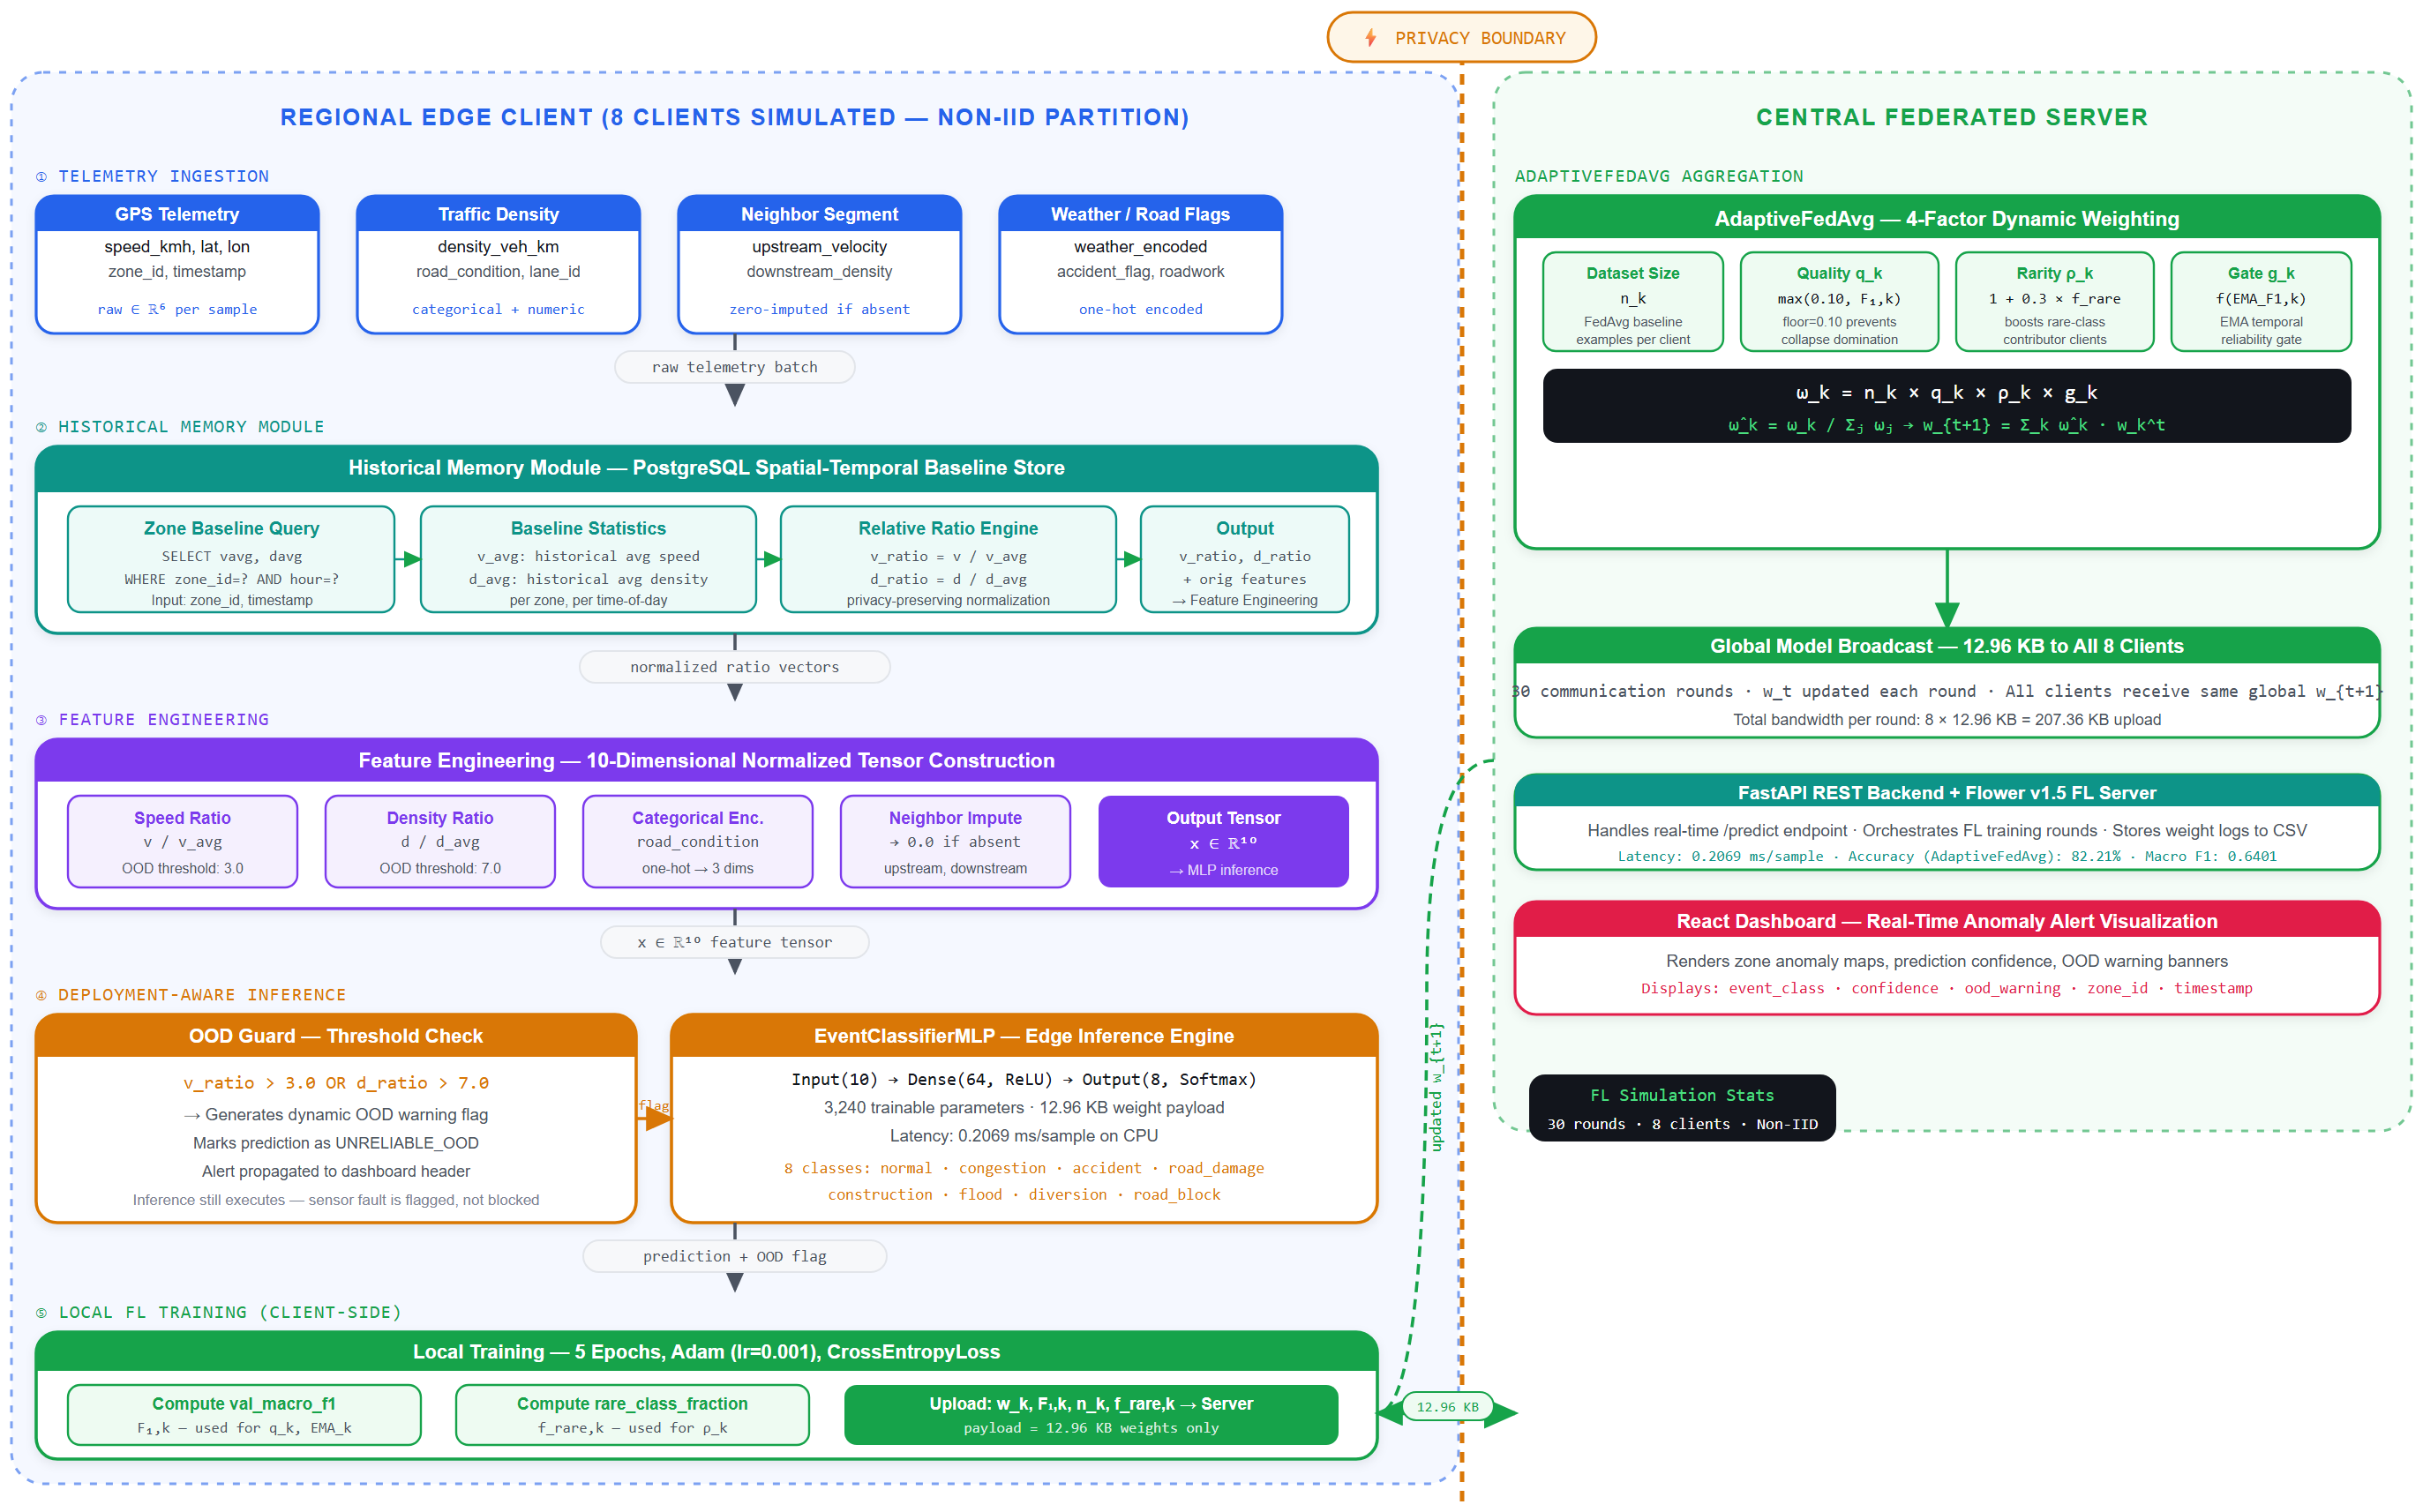 ⚡ PRIVACY BOUNDARY
REGIONAL EDGE CLIENT (8 CLIENTS SIMULATED — NON-IID PARTITION)
① TELEMETRY INGESTION
GPS Telemetry
speed_kmh, lat, lon
zone_id, timestamp
raw ∈ ℝ⁶ per sample
Traffic Density
density_veh_km
road_condition, lane_id
categorical + numeric
Neighbor Segment
upstream_velocity
downstream_density
zero-imputed if absent
Weather / Road Flags
weather_encoded
accident_flag, roadwork
one-hot encoded
raw telemetry batch
② HISTORICAL MEMORY MODULE
Historical Memory Module — PostgreSQL Spatial-Temporal Baseline Store
Zone Baseline Query
SELECT vavg, davg
WHERE zone_id=? AND hour=?
Input: zone_id, timestamp
Baseline Statistics
v_avg: historical avg speed
d_avg: historical avg density
per zone, per time-of-day
Relative Ratio Engine
v_ratio = v / v_avg
d_ratio = d / d_avg
privacy-preserving normalization
Output
v_ratio, d_ratio
+ orig features
→ Feature Engineering
normalized ratio vectors
③ FEATURE ENGINEERING
Feature Engineering — 10-Dimensional Normalized Tensor Construction
Speed Ratio
v / v_avg
OOD threshold: 3.0
Density Ratio
d / d_avg
OOD threshold: 7.0
Categorical Enc.
road_condition
one-hot → 3 dims
Neighbor Impute
→ 0.0 if absent
upstream, downstream
Output Tensor
x ∈ ℝ¹⁰
→ MLP inference
x ∈ ℝ¹⁰ feature tensor
④ DEPLOYMENT-AWARE INFERENCE
OOD Guard — Threshold Check
v_ratio > 3.0 OR d_ratio > 7.0
→ Generates dynamic OOD warning flag
Marks prediction as UNRELIABLE_OOD
Alert propagated to dashboard header
Inference still executes — sensor fault is flagged, not blocked
flag
EventClassifierMLP — Edge Inference Engine
Input(10) → Dense(64, ReLU) → Output(8, Softmax)
3,240 trainable parameters · 12.96 KB weight payload
Latency: 0.2069 ms/sample on CPU
8 classes: normal · congestion · accident · road_damage
construction · flood · diversion · road_block
prediction + OOD flag
⑤ LOCAL FL TRAINING (CLIENT-SIDE)
Local Training — 5 Epochs, Adam (lr=0.001), CrossEntropyLoss
Compute val_macro_f1
F₁,k — used for q_k, EMA_k
Compute rare_class_fraction
f_rare,k — used for ρ_k
Upload: w_k, F₁,k, n_k, f_rare,k → Server
payload = 12.96 KB weights only
updated w_{t+1}
12.96 KB
CENTRAL FEDERATED SERVER
ADAPTIVEFEDAVG AGGREGATION
AdaptiveFedAvg — 4-Factor Dynamic Weighting
Dataset Size
n_k
FedAvg baseline
examples per client
Quality q_k
max(0.10, F₁,k)
floor=0.10 prevents
collapse domination
Rarity ρ_k
1 + 0.3 × f_rare
boosts rare-class
contributor clients
Gate g_k
f(EMA_F1,k)
EMA temporal
reliability gate
ω_k = n_k × q_k × ρ_k × g_k
ω̂_k = ω_k / Σⱼ ωⱼ → w_{t+1} = Σ_k ω̂_k · w_k^t
Global Model Broadcast — 12.96 KB to All 8 Clients
30 communication rounds · w_t updated each round · All clients receive same global w_{t+1}
Total bandwidth per round: 8 × 12.96 KB = 207.36 KB upload
FastAPI REST Backend + Flower v1.5 FL Server
Handles real-time /predict endpoint · Orchestrates FL training rounds · Stores weight logs to CSV
Latency: 0.2069 ms/sample · Accuracy (AdaptiveFedAvg): 82.21% · Macro F1: 0.6401
React Dashboard — Real-Time Anomaly Alert Visualization
Renders zone anomaly maps, prediction confidence, OOD warning banners
Displays: event_class · confidence · ood_warning · zone_id · timestamp
FL Simulation Stats
30 rounds · 8 clients · Non-IID